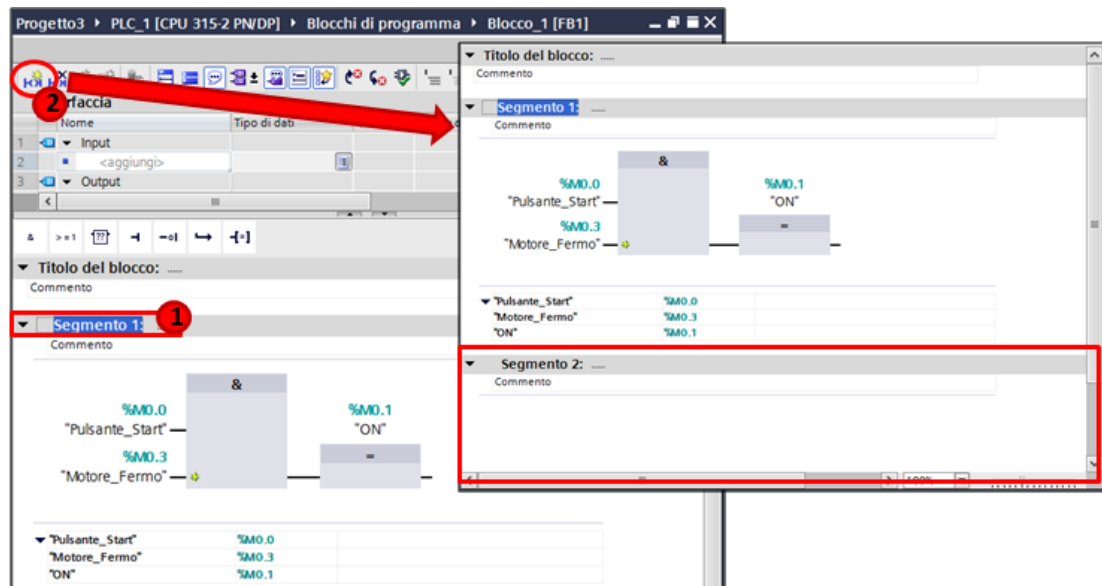 Progetto3 ▸ PLC_1 [CPU 315-2 PN/DP] ▸ Blocchi di programma ▸ Blocco_1 [FB1]
2
rfaccia
Nome Tipo di dati
1 Input
2 <aggiungi>
3 Output
& >=1 ?? -o| -[=]
Titolo del blocco: .....
Commento
Segmento 1:
1
Commento
&
%M0.0
"Pulsante_Start"
%M0.3
"Motore_Fermo"
%M0.1
"ON"
=
"Pulsante_Start" %M0.0
"Motore_Fermo" %M0.3
"ON" %M0.1
Titolo del blocco: .....
Commento
Segmento 1: .....
Commento
&
%M0.0
"Pulsante_Start"
%M0.3
"Motore_Fermo"
%M0.1
"ON"
=
"Pulsante_Start" %M0.0
"Motore_Fermo" %M0.3
"ON" %M0.1
Segmento 2: .....
Commento
100%